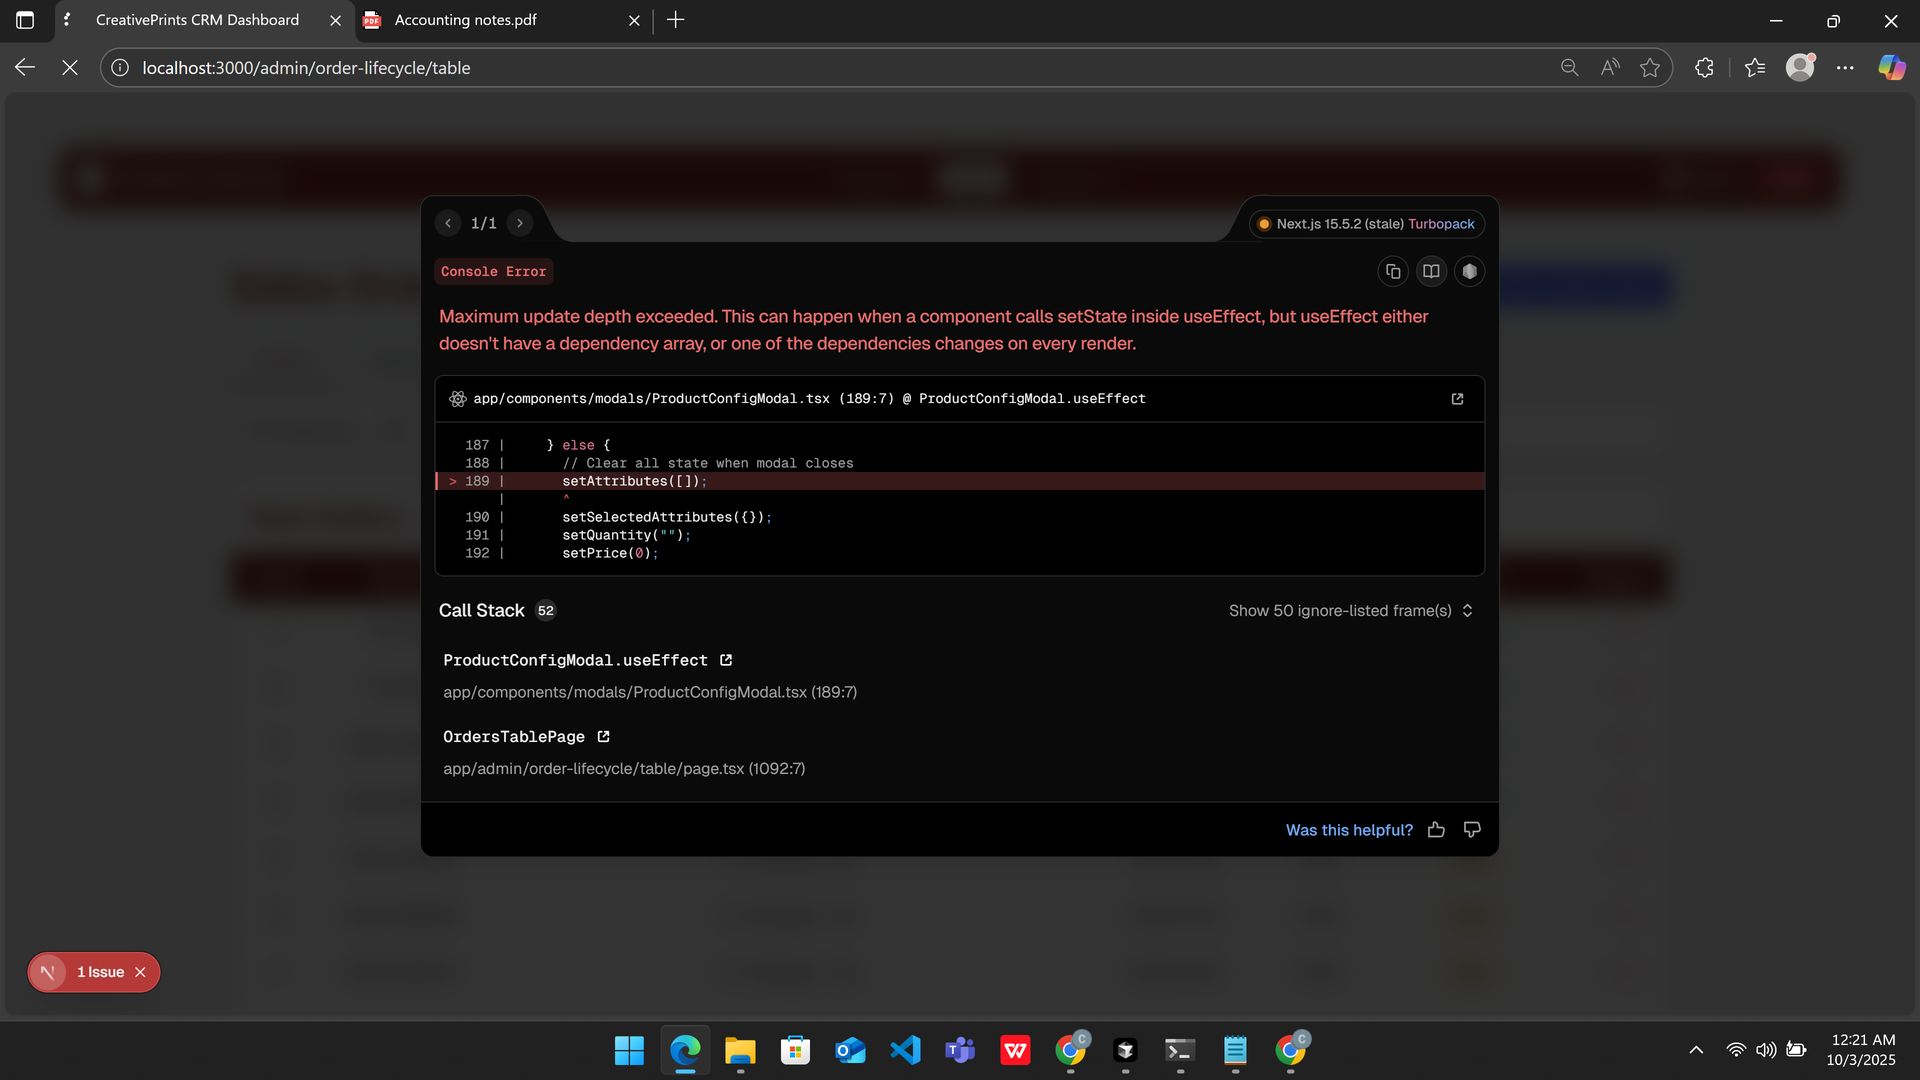 CreativePrints CRM Dashboard
Accounting notes.pdf
localhost:3000/admin/order-lifecycle/table
1/1
Next.js 15.5.2 (stale) Turbopack
Console Error
Maximum update depth exceeded. This can happen when a component calls setState inside useEffect, but useEffect either
doesn't have a dependency array, or one of the dependencies changes on every render.
app/components/modals/ProductConfigModal.tsx (189:7) @ ProductConfigModal.useEffect
187 |     } else {
188 |       // Clear all state when modal closes
> 189 |       setAttributes([]);
|       ^
190 |       setSelectedAttributes({});
191 |       setQuantity("");
192 |       setPrice(0);
Call Stack 52
Show 50 ignore-listed frame(s)
ProductConfigModal.useEffect
app/components/modals/ProductConfigModal.tsx (189:7)
OrdersTablePage
app/admin/order-lifecycle/table/page.tsx (1092:7)
Was this helpful?
1 Issue
12:21 AM
10/3/2025